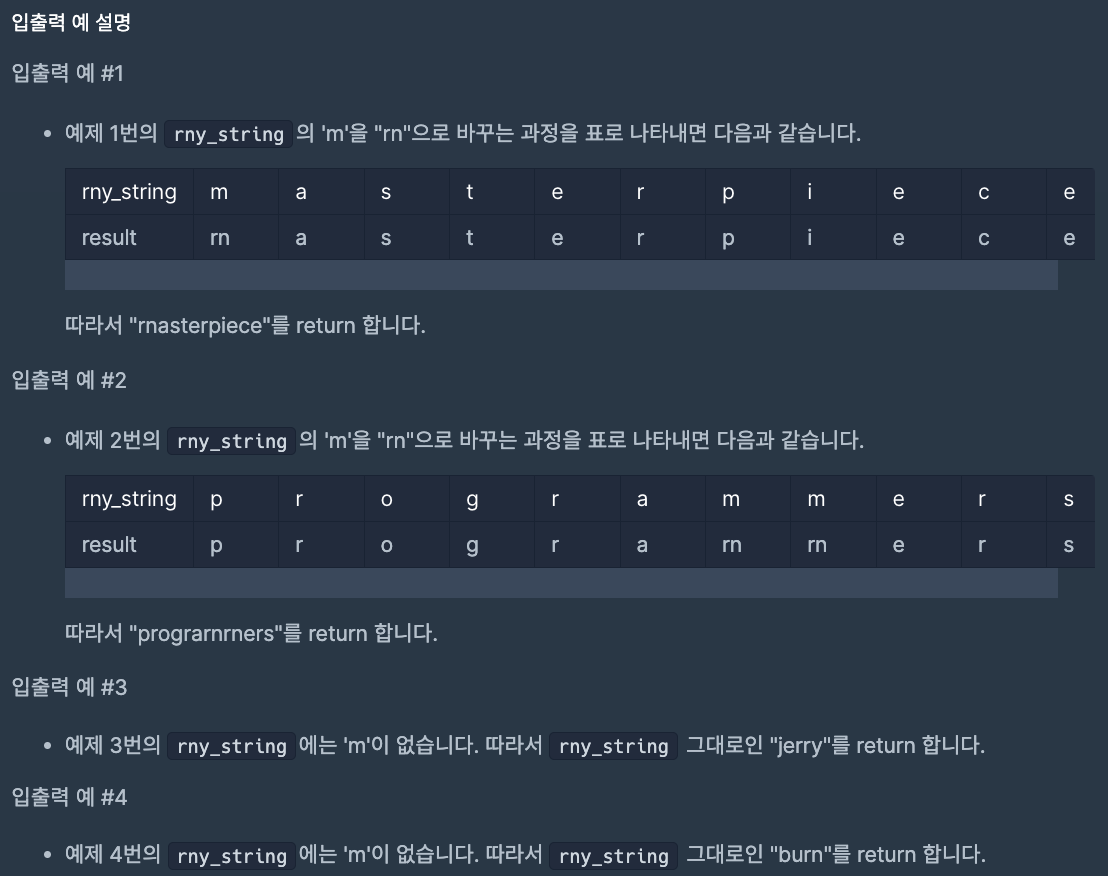 입출력 예 설명
입출력 예 #1
• 예제 1번의 rny_string 의 'm'을 "rn"으로 바꾸는 과정을 표로 나타내면 다음과 같습니다.
rny_string m a s t e r p i e c e
result rn a s t e r p i e c e
따라서 "rnasterpiece"를 return 합니다.
입출력 예 #2
• 예제 2번의 rny_string 의 'm'을 "rn"으로 바꾸는 과정을 표로 나타내면 다음과 같습니다.
rny_string p r o g r a m m e r s
result p r o g r a rn rn e r s
따라서 "prograrnrners"를 return 합니다.
입출력 예 #3
• 예제 3번의 rny_string 에는 'm'이 없습니다. 따라서 rny_string 그대로인 "jerry"를 return 합니다.
입출력 예 #4
• 예제 4번의 rny_string 에는 'm'이 없습니다. 따라서 rny_string 그대로인 "burn"를 return 합니다.